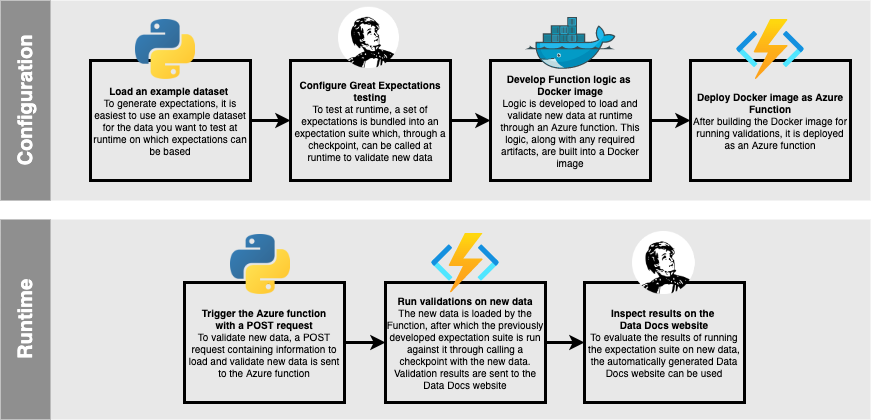 Configuration
Load an example dataset
To generate expectations, it is
easiest to use an example dataset
for the data you want to test at
runtime on which expectations can
be based
Configure Great Expectations
testing
To test at runtime, a set of
expectations is bundled into an
expectation suite which, through a
checkpoint, can be called at
runtime to validate new data
Develop Function logic as
Docker image
Logic is developed to load and
validate new data at runtime
through an Azure function. This
logic, along with any required
artifacts, are built into a Docker
image
Deploy Docker image as Azure
Function
After building the Docker image for
running validations, it is deployed
as an Azure function
Runtime
Trigger the Azure function
with a POST request
To validate new data, a POST
request containing information to
load and validate new data is sent
to the Azure function
Run validations on new data
The new data is loaded by the
Function, after which the previously
developed expectation suite is run
against it through calling a
checkpoint with the new data.
Validation results are sent to the
Data Docs website
Inspect results on the
Data Docs website
To evaluate the results of running
the expectation suite on new data,
the automatically generated Data
Docs website can be used